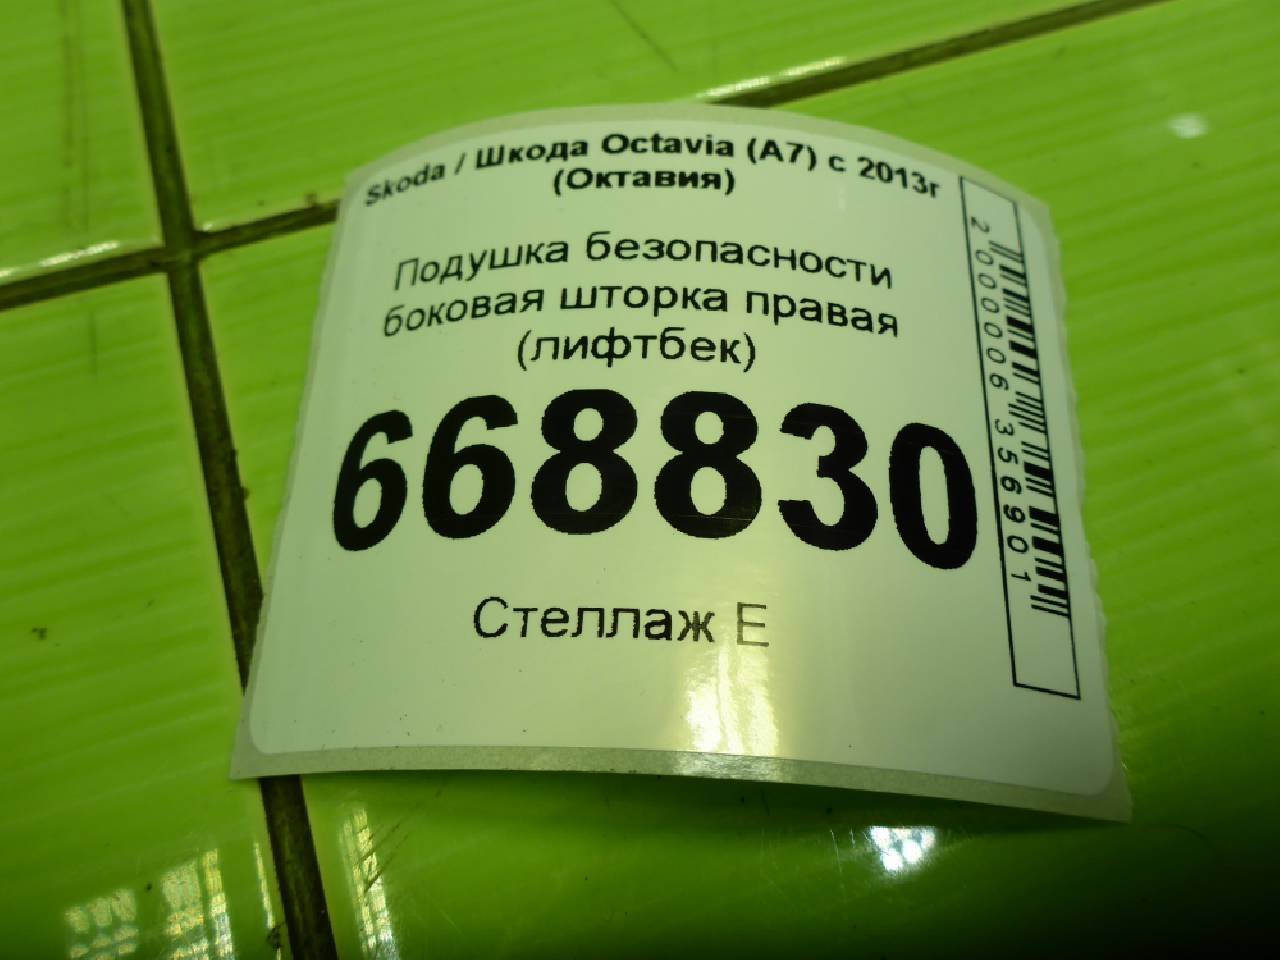 Skoda / Шкода Octavia (A7) с 2013г
(Октавия)
Подушка безопасности
боковая шторка правая
(лифтбек)
668830
Стеллаж Е
2000006356901